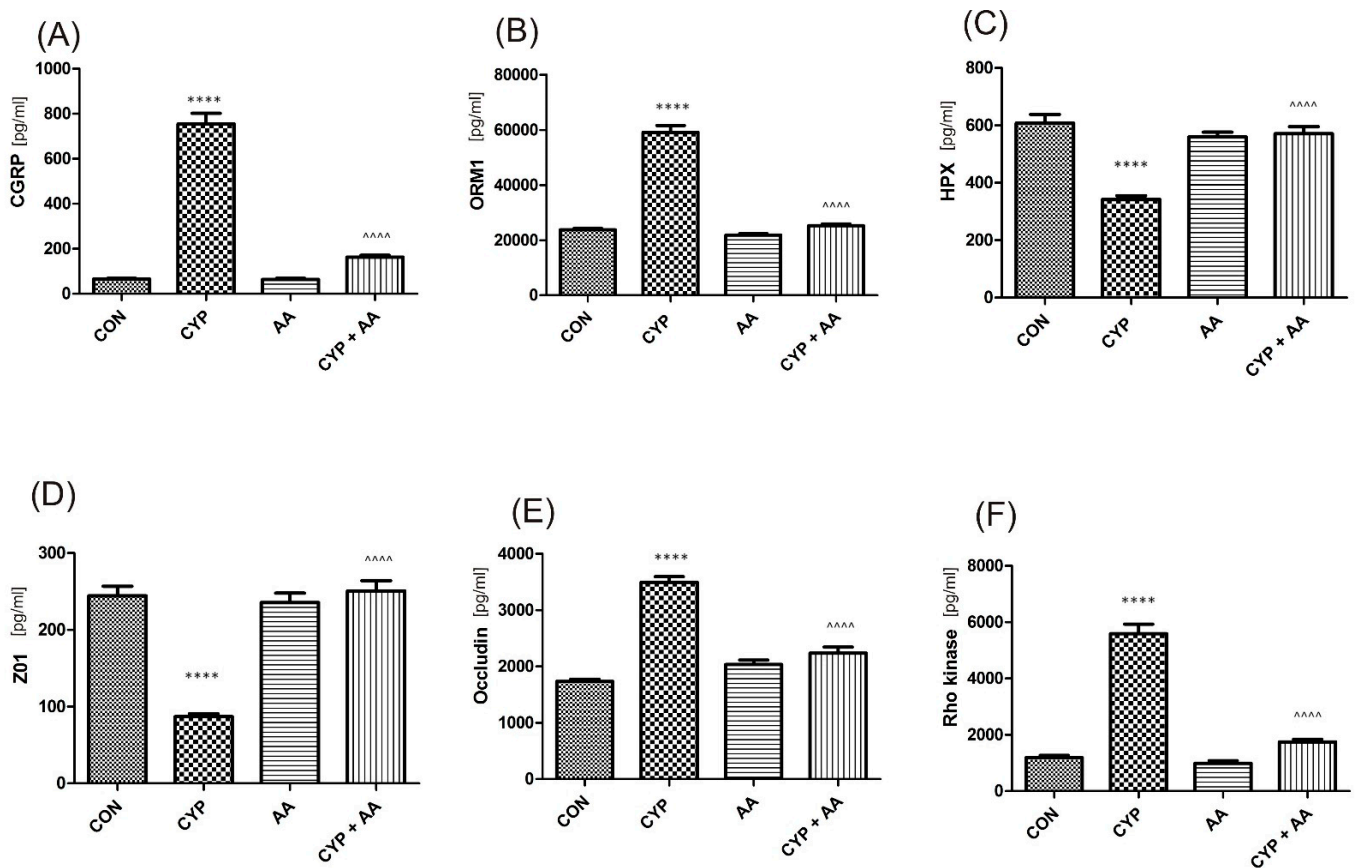 (A)
CGRP [pg/ml]
1000
800
600
400
200
0
****
^^^^
CON
CYP
AA
CYP + AA
(B)
ORM1 [pg/ml]
80000
60000
40000
20000
0
****
^^^^
CON
CYP
AA
CYP + AA
(C)
HPX [pg/ml]
800
600
400
200
0
****
^^^^
CON
CYP
AA
CYP + AA
(D)
Z01 [pg/ml]
300
200
100
0
****
^^^^
CON
CYP
AA
CYP + AA
(E)
Occludin [pg/ml]
4000
3000
2000
1000
0
****
^^^^
CON
CYP
AA
CYP + AA
(F)
Rho kinase [pg/ml]
8000
6000
4000
2000
0
****
^^^^
CON
CYP
AA
CYP + AA